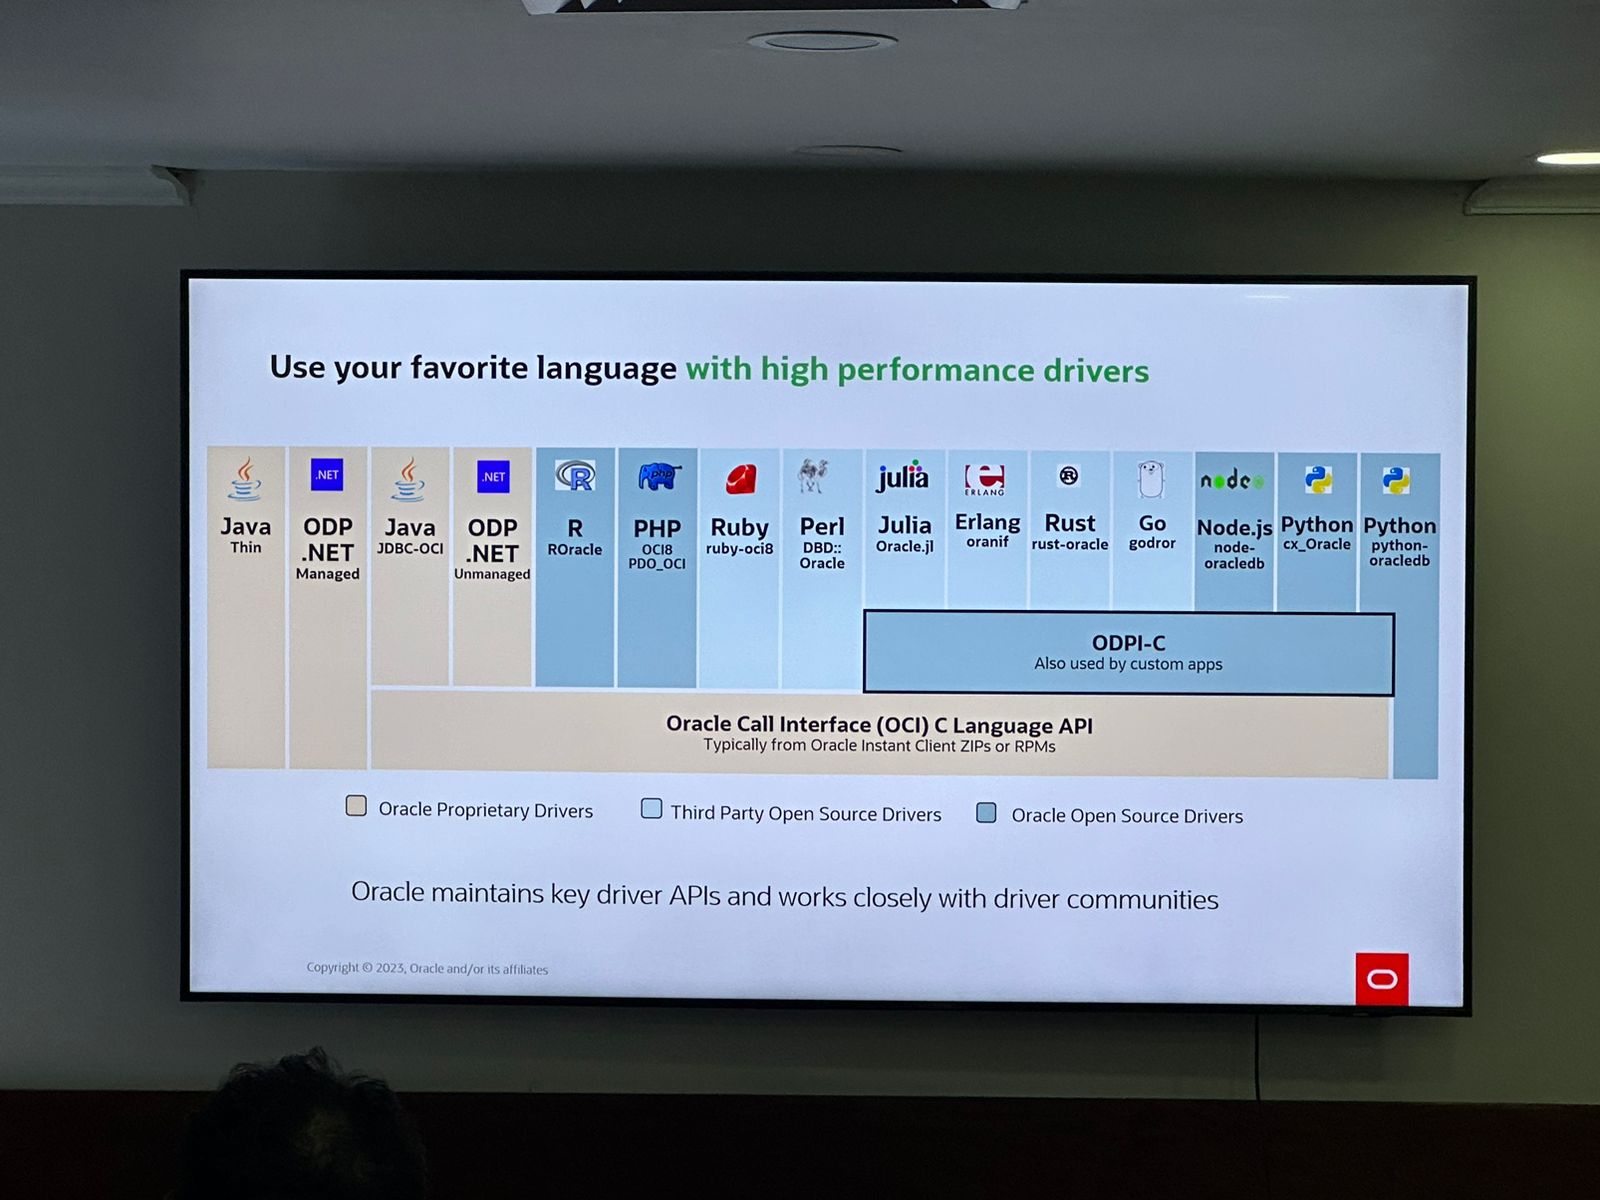 Use your favorite language with high performance drivers
Java
Thin
.NET
ODP
.NET
Managed
Java
JDBC-OCI
.NET
ODP
.NET
Unmanaged
R
R
ROracle
php
PHP
OCI8
PDO_OCI
Ruby
ruby-oci8
Perl
DBD::
Oracle
julia
Julia
Oracle.jl
e
ERLANG
Erlang
oranif
R
Rust
rust-oracle
Go
godror
node
Node.js
node-
oracledb
Python
cx_Oracle
Python
python-
oracledb
ODPI-C
Also used by custom apps
Oracle Call Interface (OCI) C Language API
Typically from Oracle Instant Client ZIPs or RPMs
Oracle Proprietary Drivers
Third Party Open Source Drivers
Oracle Open Source Drivers
Oracle maintains key driver APIs and works closely with driver communities
Copyright © 2023, Oracle and/or its affiliates